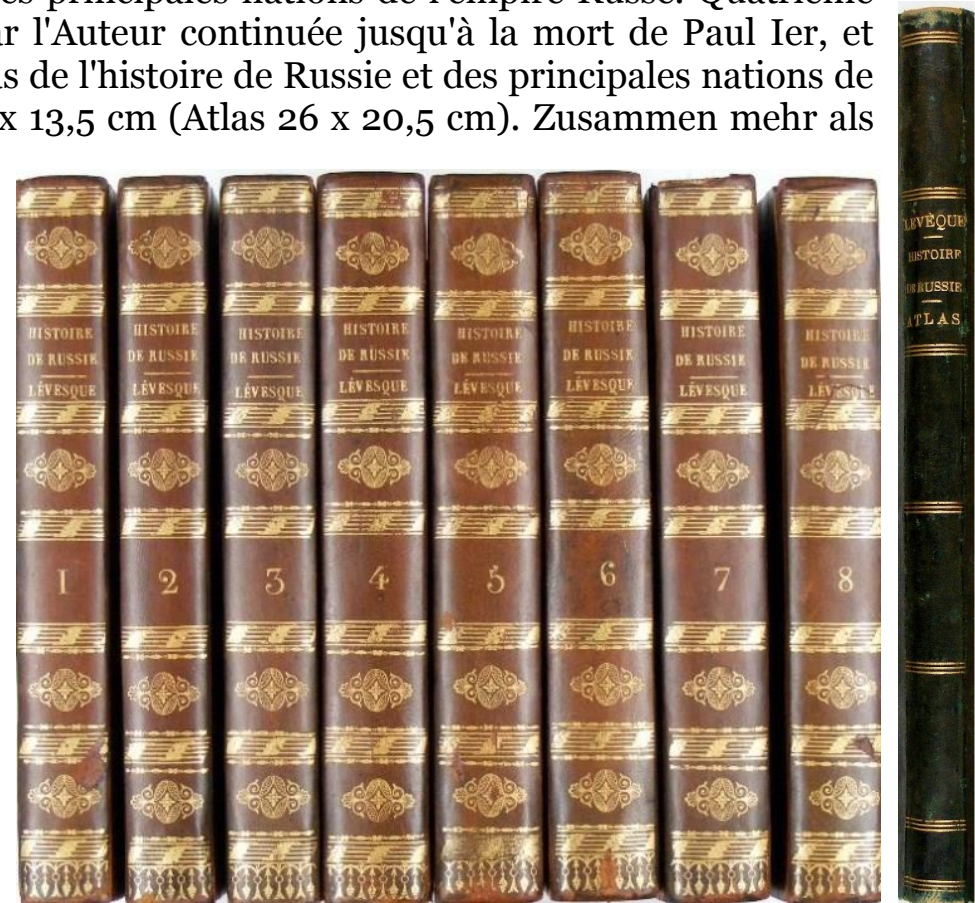 es principales nations de l'empire Russe. Quatrième
r l'Auteur continuée jusqu'à la mort de Paul Ier, et
s de l'histoire de Russie et des principales nations de
x 13,5 cm (Atlas 26 x 20,5 cm). Zusammen mehr als
HISTOIRE
DE RUSSIE
LÉVESQUE
1
HISTOIRE
DE RUSSIE
LÉVESQUE
2
HISTOIRE
DE RUSSIE
LÉVESQUE
3
HISTOIRE
DE RUSSIE
LÉVESQUE
4
HISTOIRE
DE RUSSIE
LÉVESQUE
5
HISTOIRE
DE RUSSIE
LÉVESQUE
6
HISTOIRE
DE RUSSIE
LÉVESQUE
7
HISTOIRE
DE RUSSIE
LÉVESQUE
8
LEVÈQUE
HISTOIRE
DE RUSSIE
ATLAS